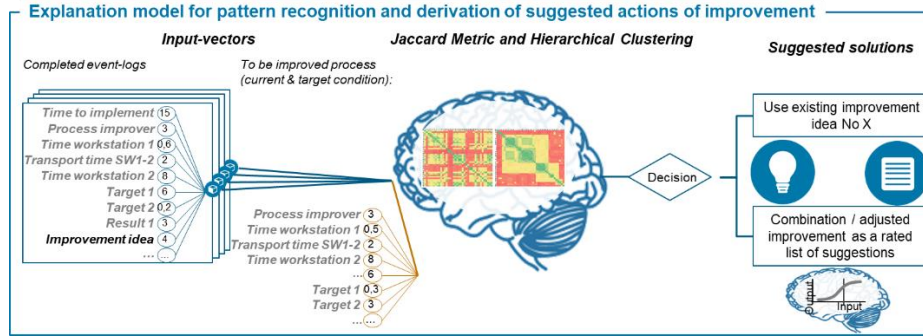 Explanation model for pattern recognition and derivation of suggested actions of improvement
Input-vectors
Completed event-logs
Time to implement 15
Process improver 3
Time workstation 1 0,6
Transport time SW1-2 2
Time workstation 2 8
Target 1 6
Target 2 0,2
Result 1 3
Improvement idea 4
... ...
To be improved process
(current & target condition):
Process improver 3
Time workstation 1 0,5
Transport time SW1-2 2
Time workstation 2 8
... 6
Target 1 0,3
Target 2 3
... ...
Jaccard Metric and Hierarchical Clustering
Decision
Suggested solutions
Use existing improvement
idea No X
Combination / adjusted
improvement as a rated
list of suggestions
Output
Input